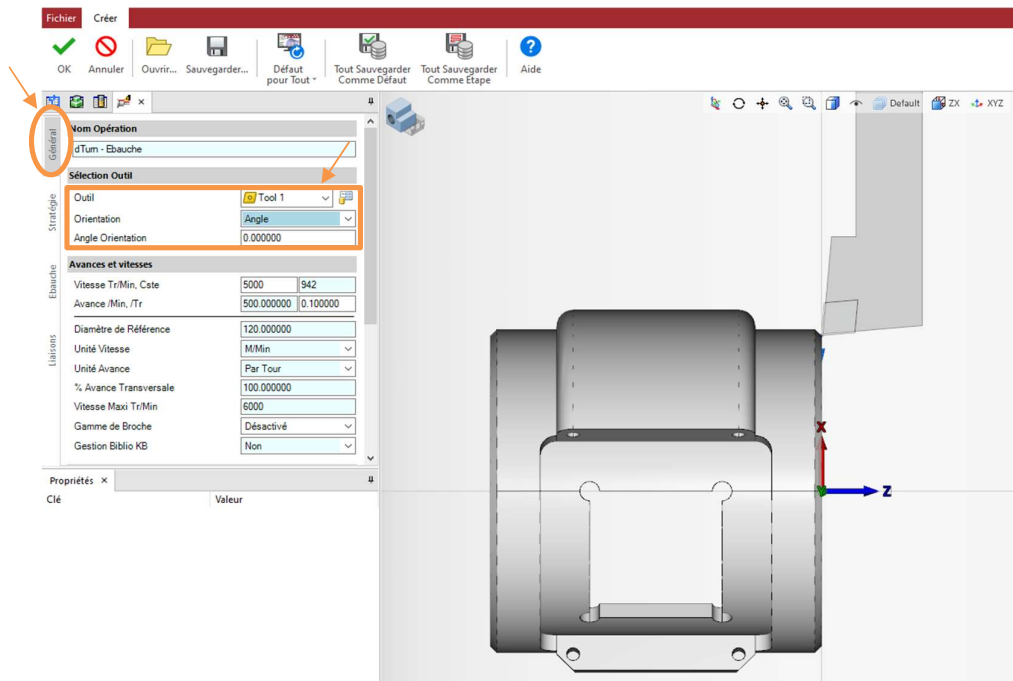 Fichier Créer
OK Annuler Ouvrir... Sauvegarder... Défaut pour Tout Tout Sauvegarder Comme Défaut Tout Sauvegarder Comme Etape Aide
Default ZX XYZ
Général
Stratégie
Ebauche
Liaisons
Nom Opération
dTurn - Ebauche
Sélection Outil
Outil Tool 1
Orientation Angle
Angle Orientation 0.000000
Avances et vitesses
Vitesse Tr/Min, Cste 5000 942
Avance /Min, /Tr 500.000000 0.100000
Diamètre de Référence 120.000000
Unité Vitesse M/Min
Unité Avance Par Tour
% Avance Transversale 100.000000
Vitesse Maxi Tr/Min 6000
Gamme de Broche Désactivé
Gestion Biblio KB Non
Propriétés
Clé Valeur
X
Y
Z